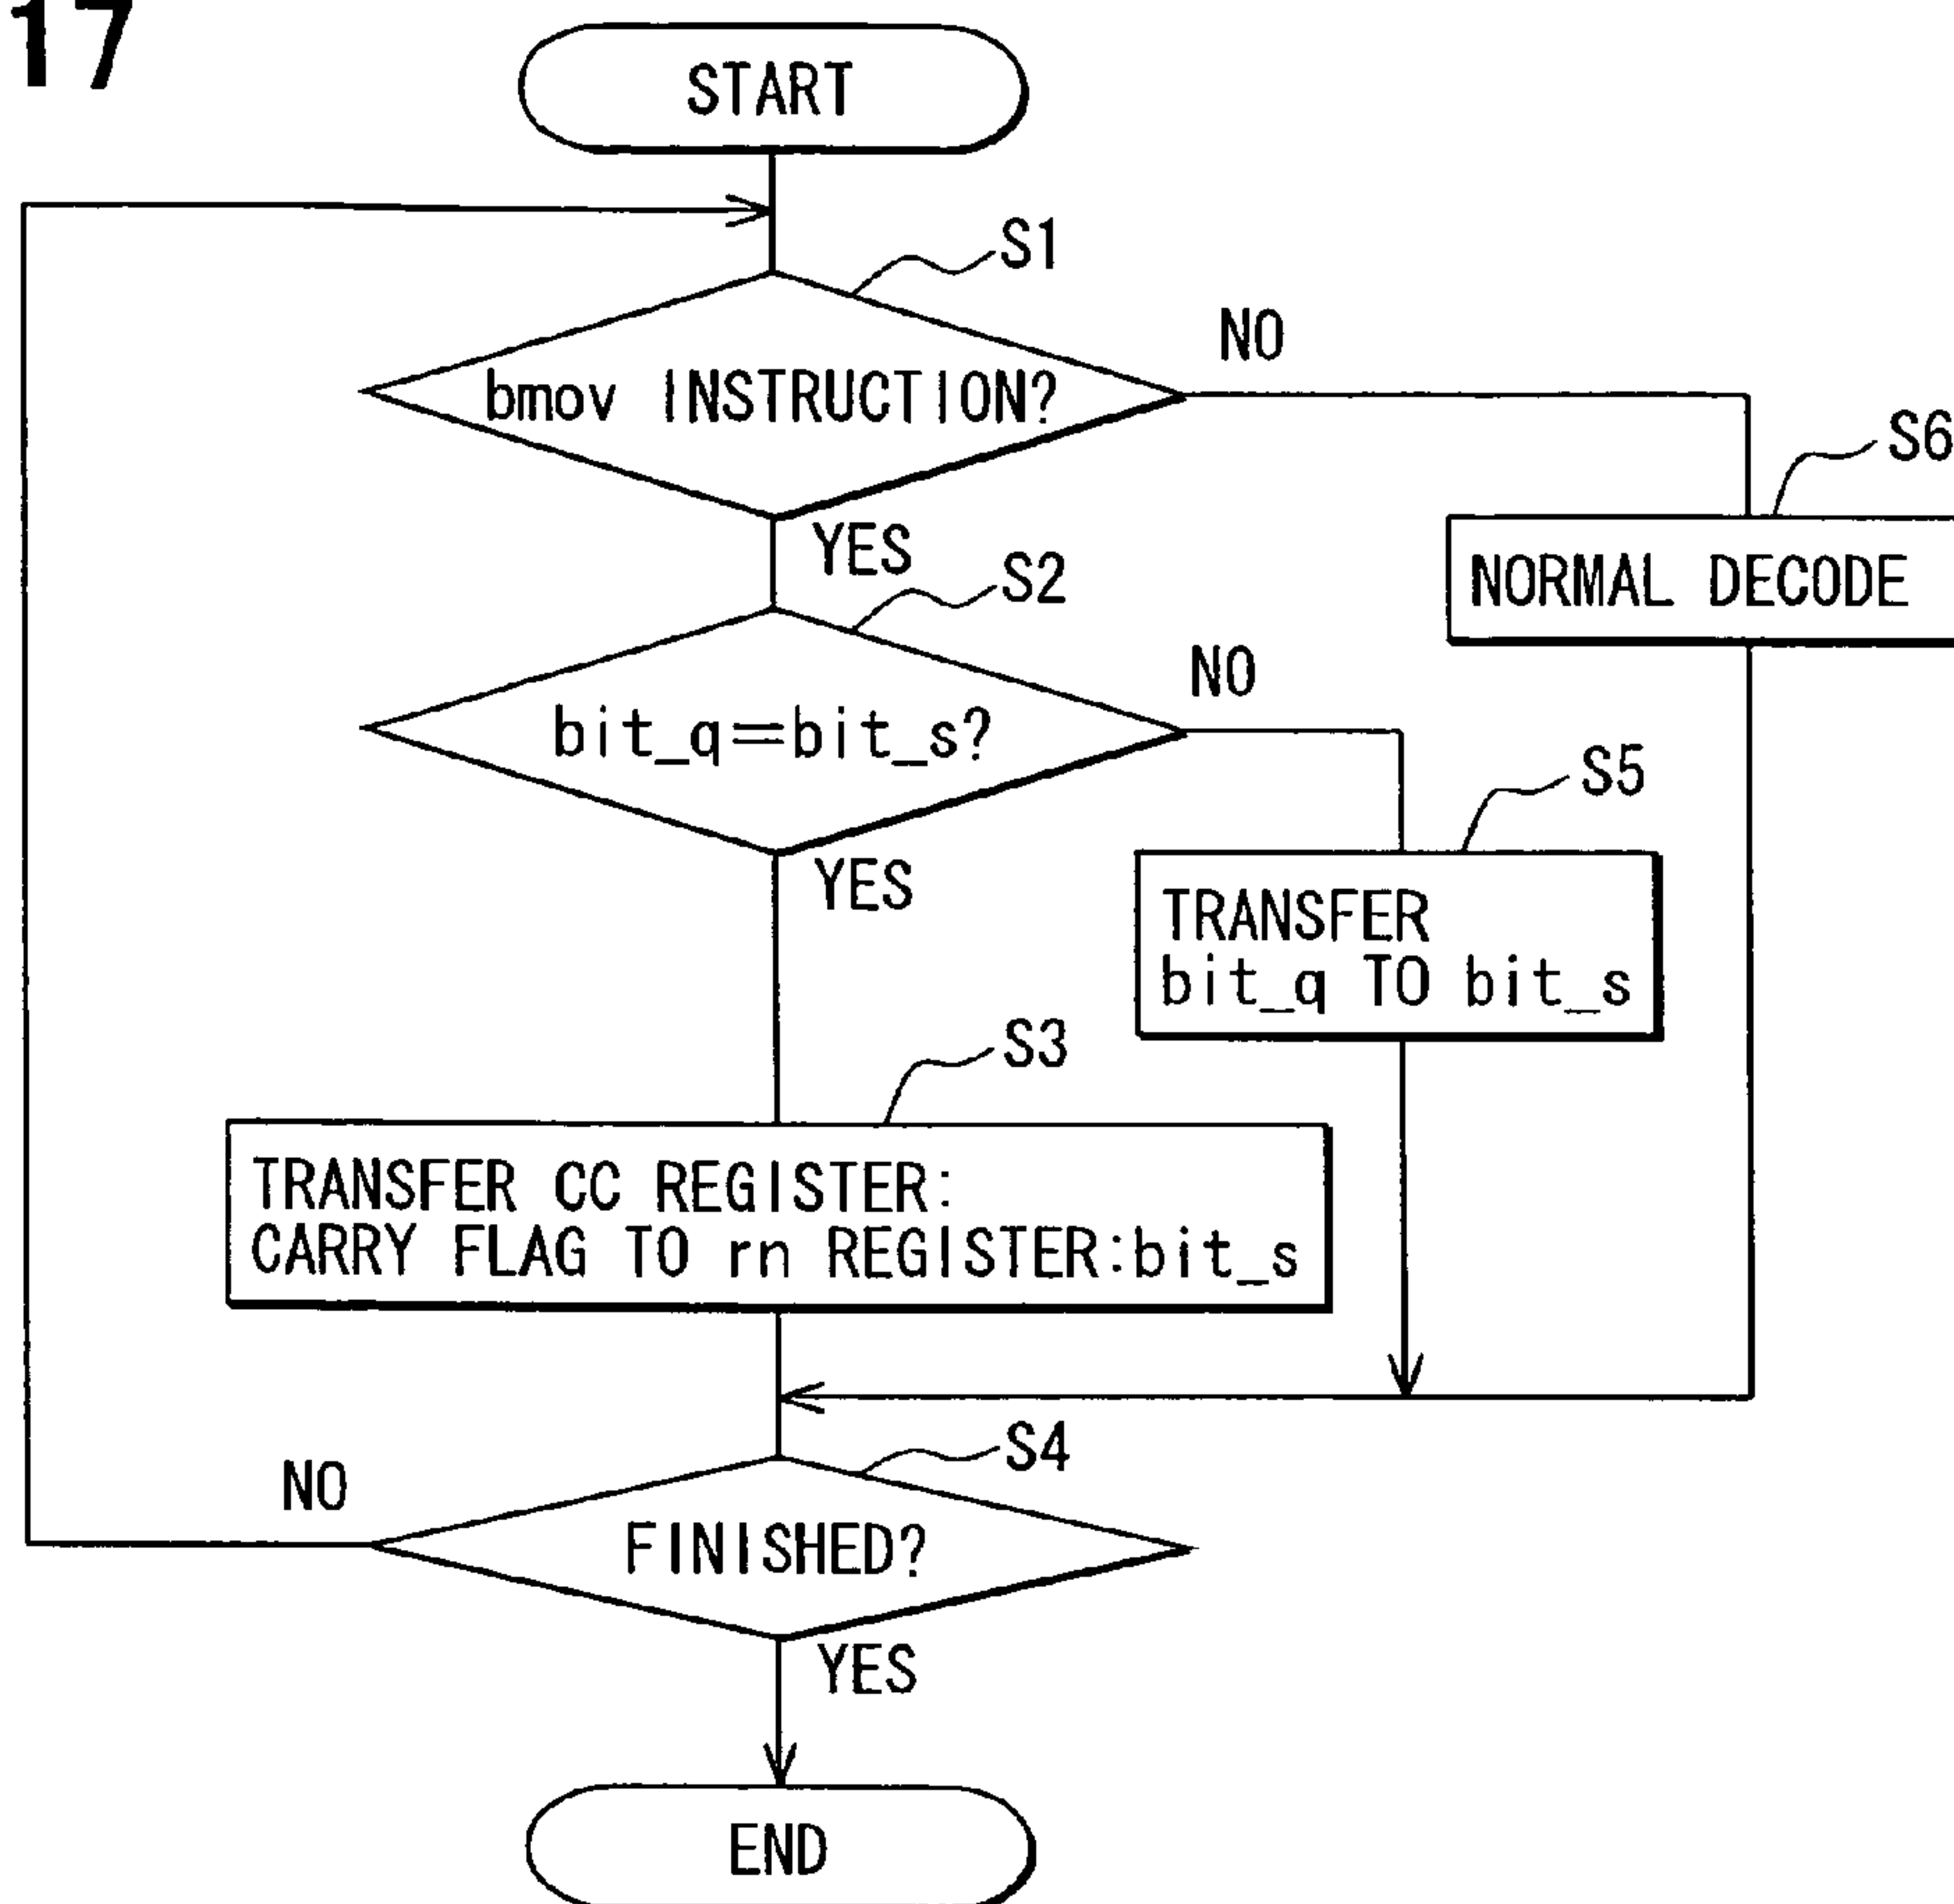 17
START
S1
bmov INSTRUCTION?
NO
S6
YES
NORMAL DECODE
S2
bit_q=bit_s?
NO
S5
YES
TRANSFER
bit_q TO bit_s
S3
TRANSFER CC REGISTER:
CARRY FLAG TO rn REGISTER:bit_s
S4
NO
FINISHED?
YES
END